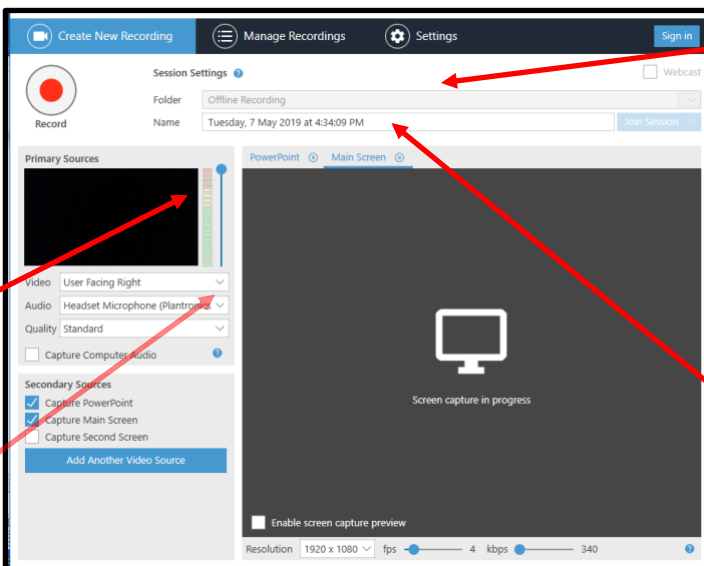 Create New Recording Manage Recordings Settings Sign in
Session Settings ? Webcast
Folder Offline Recording
Record Name Tuesday, 7 May 2019 at 4:34:09 PM Join Session
Primary Sources PowerPoint Main Screen
Video User Facing Right
Audio Headset Microphone (Plantronics
Quality Standard
Capture Computer Audio ?
Secondary Sources
Capture PowerPoint
Capture Main Screen
Capture Second Screen
Add Another Video Source
Screen capture in progress
Enable screen capture preview
Resolution 1920 x 1080 fps 4 kbps 340 ?